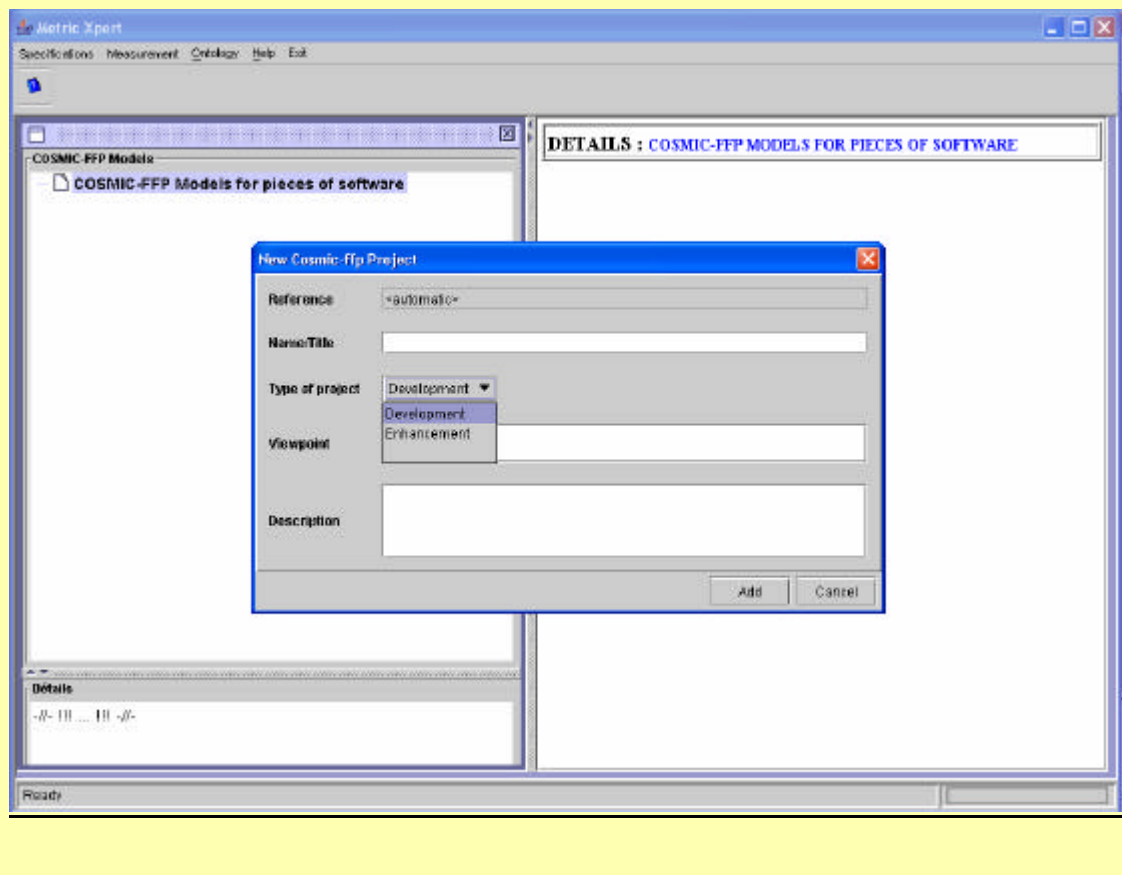 Metric Xpert
Specifications Measurement Ontology Help Exit
COSMIC-FFP Models
COSMIC-FFP Models for pieces of software
DETAILS : COSMIC-FFP MODELS FOR PIECES OF SOFTWARE
New Cosmic-ffp Project
Reference <automatic>
Name/Title
Type of project Development
Development
Enhancement
Viewpoint
Description
Add Cancel
Détails
-//- !!! ... !!! -//-
Ready